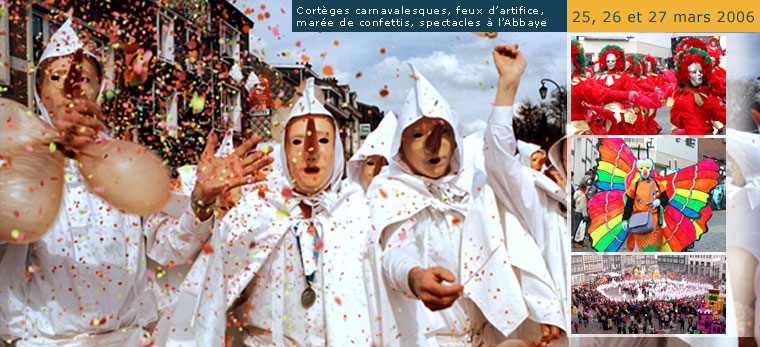 Cortèges carnavalesques, feux d'artifice,
marée de confettis, spectacles à l'Abbaye
25, 26 et 27 mars 2006